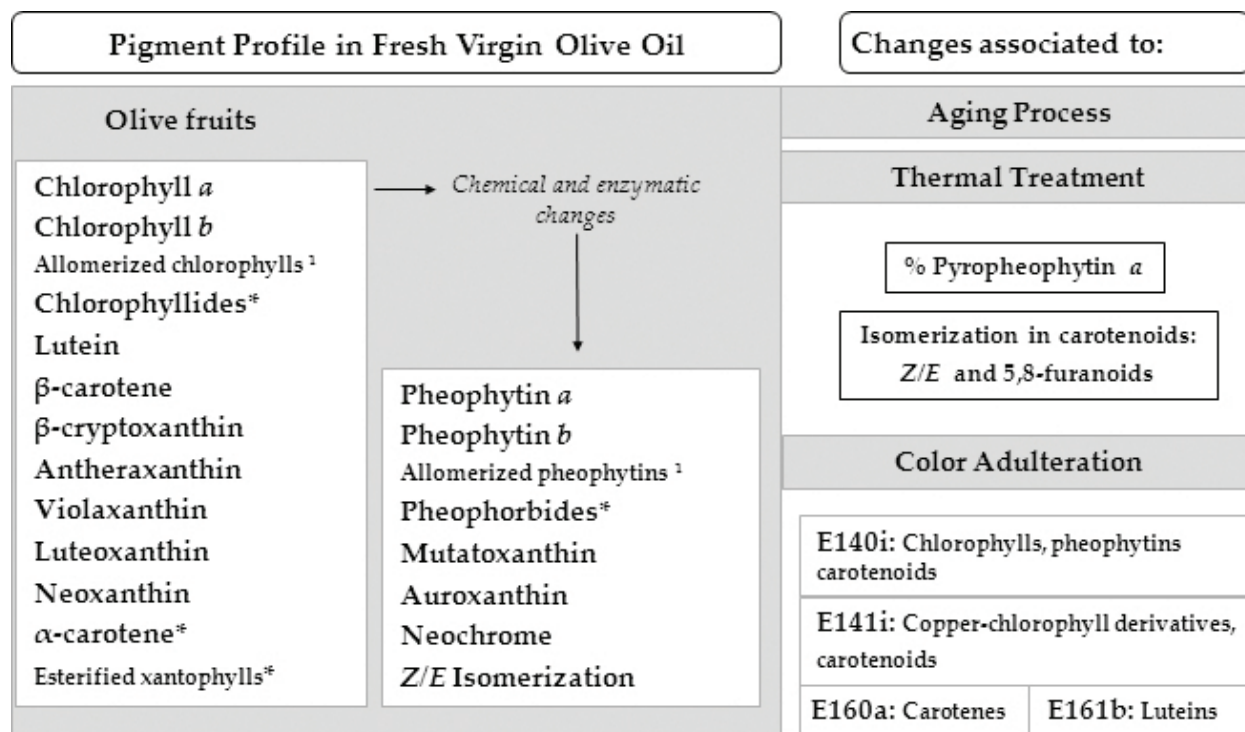 Pigment Profile in Fresh Virgin Olive Oil
Changes associated to:
Olive fruits
Chlorophyll a
Chlorophyll b
Allomerized chlorophylls ¹
Chlorophyllides*
Lutein
β-carotene
β-cryptoxanthin
Antheraxanthin
Violaxanthin
Luteoxanthin
Neoxanthin
α-carotene*
Esterified xantophylls*
Chemical and enzymatic
changes
Pheophytin a
Pheophytin b
Allomerized pheophytins ¹
Pheophorbides*
Mutatoxanthin
Auroxanthin
Neochrome
Z/E Isomerization
Aging Process
Thermal Treatment
% Pyropheophytin a
Isomerization in carotenoids:
Z/E and 5,8-furanoids
Color Adulteration
E140i: Chlorophylls, pheophytins
carotenoids
E141i: Copper-chlorophyll derivatives,
carotenoids
E160a: Carotenes
E161b: Luteins